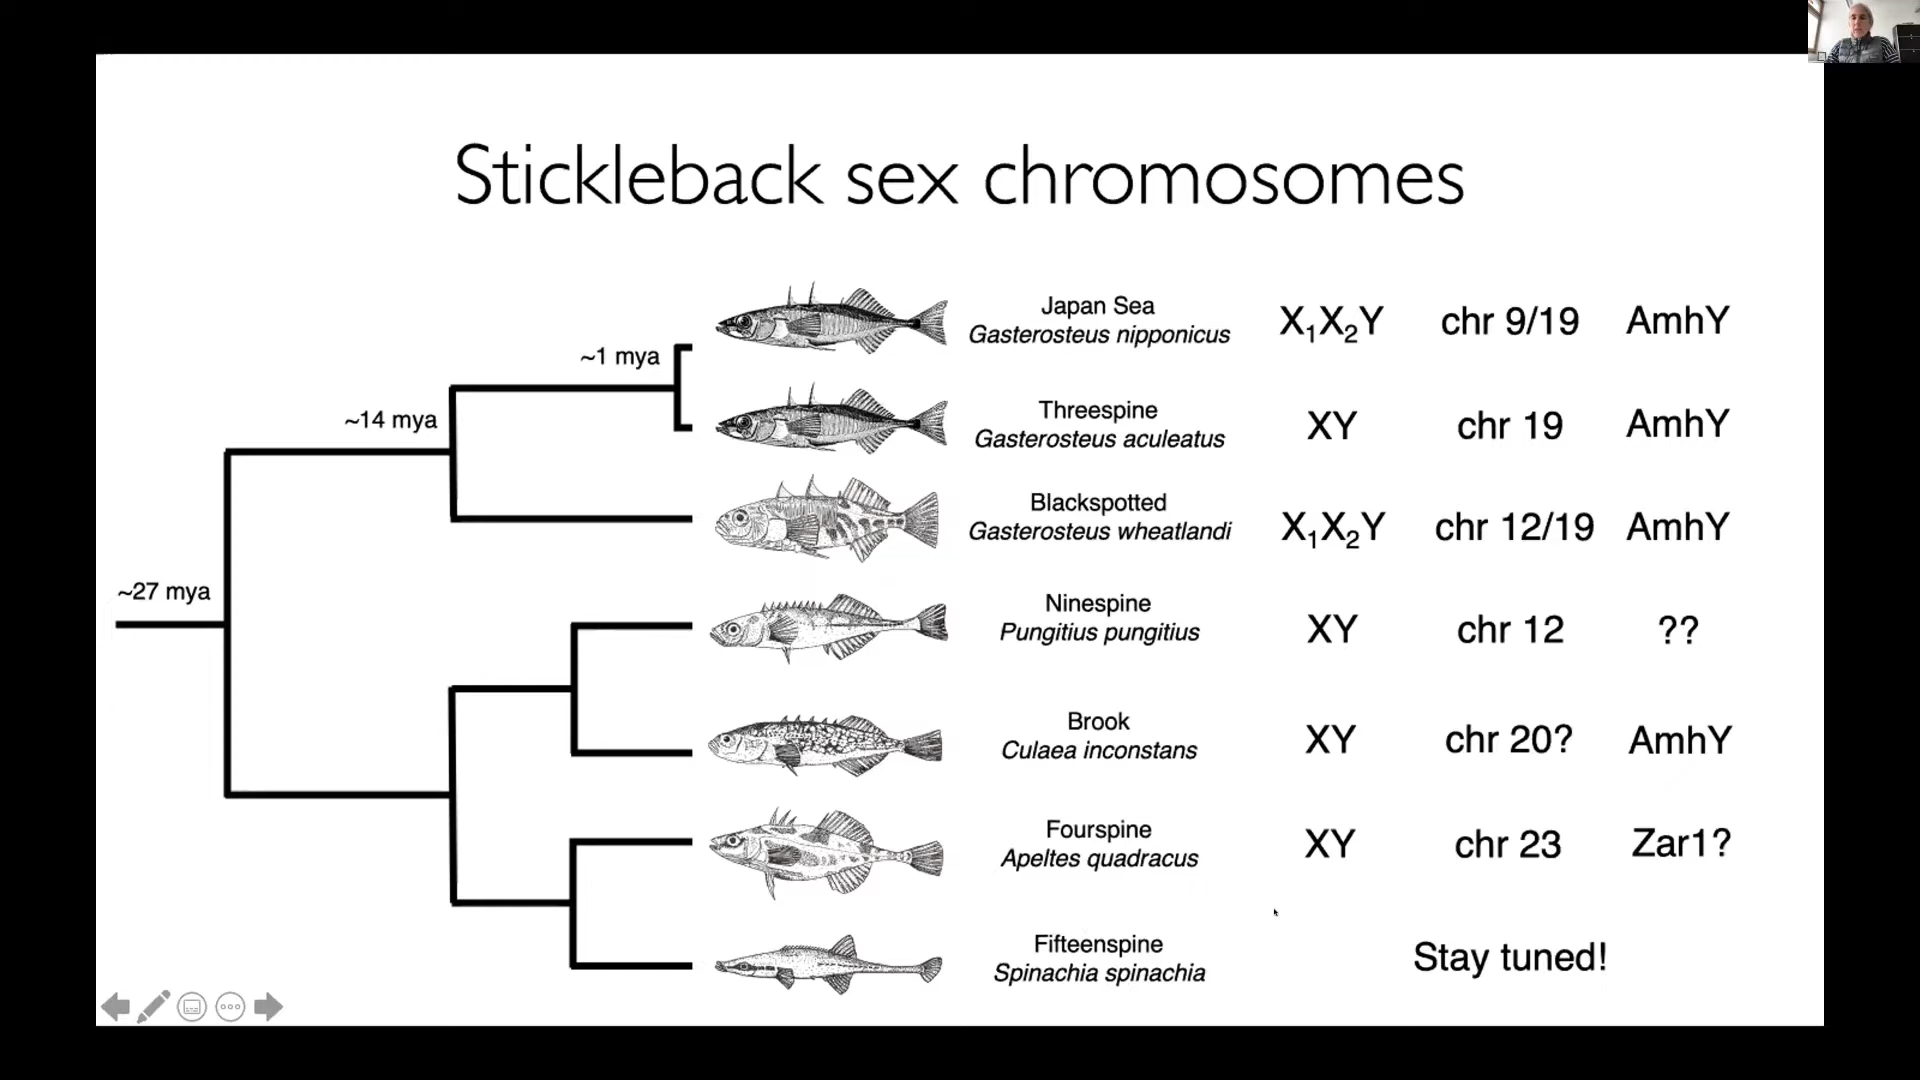 Stickleback sex chromosomes
~1 mya
~14 mya
~27 mya
Japan Sea
Gasterosteus nipponicus
X₁X₂Y
chr 9/19
AmhY
Threespine
Gasterosteus aculeatus
XY
chr 19
AmhY
Blackspotted
Gasterosteus wheatlandi
X₁X₂Y
chr 12/19
AmhY
Ninespine
Pungitius pungitius
XY
chr 12
??
Brook
Culaea inconstans
XY
chr 20?
AmhY
Fourspine
Apeltes quadracus
XY
chr 23
Zar1?
Fifteenspine
Spinachia spinachia
Stay tuned!